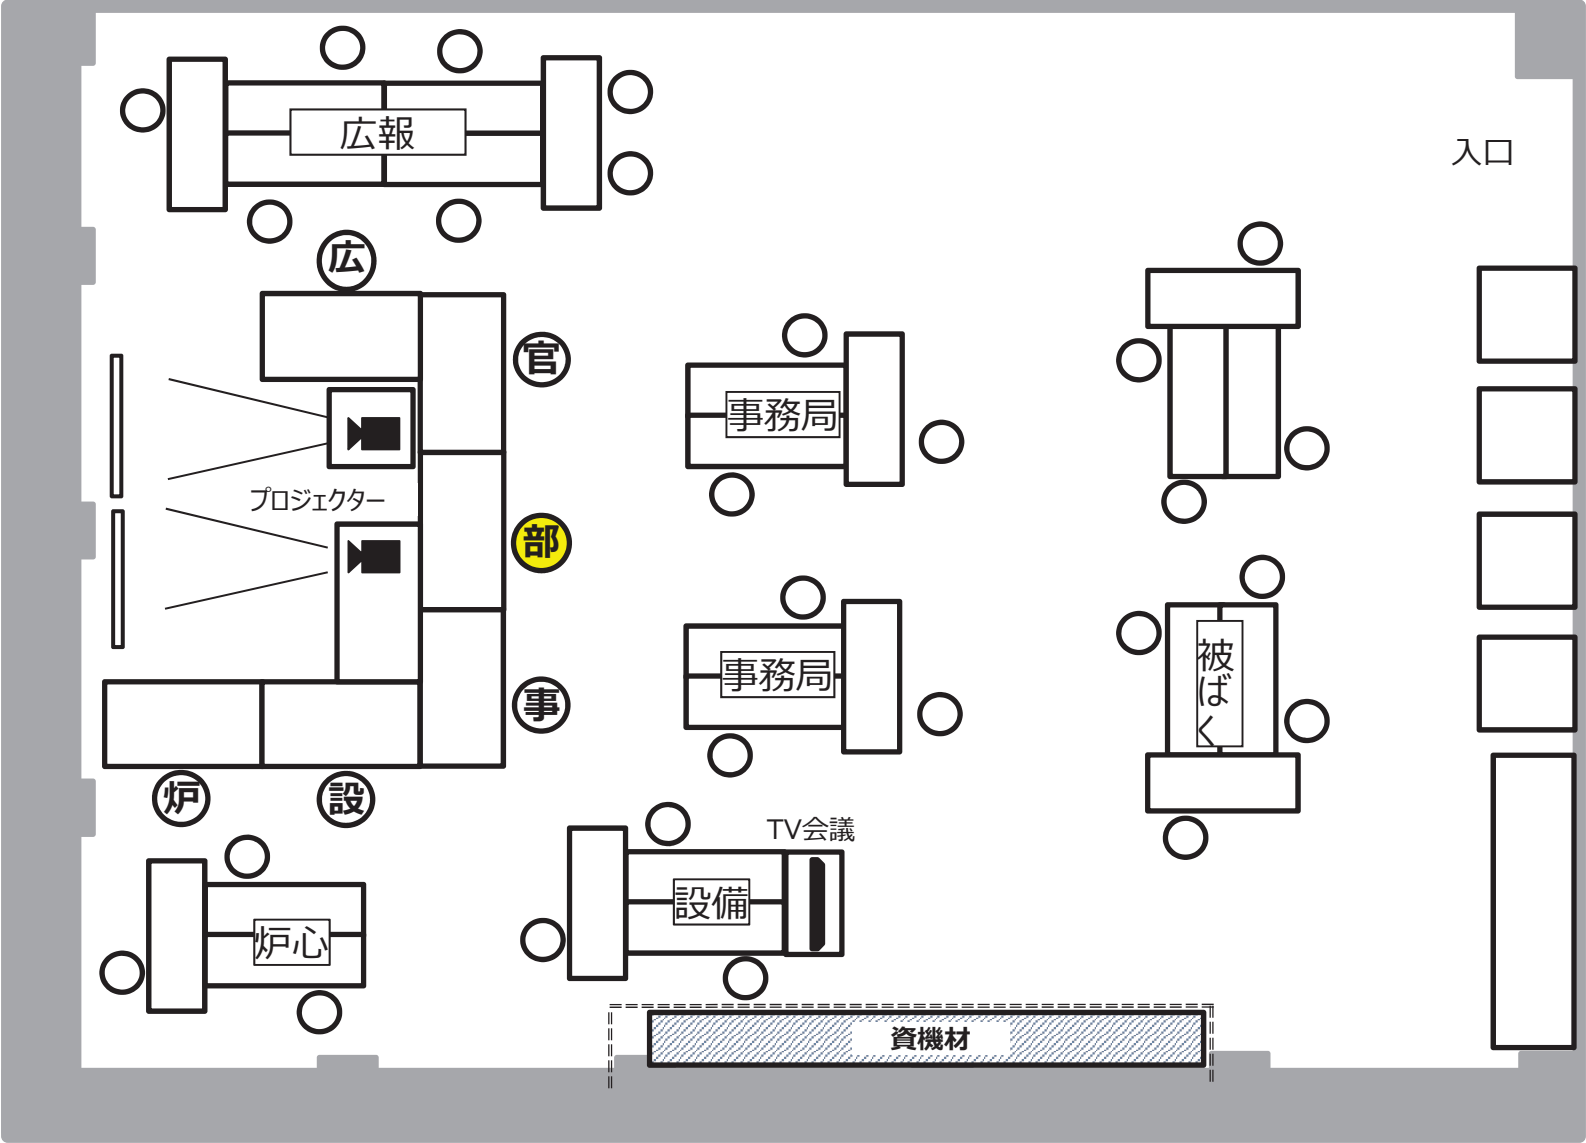 広報
入口
広
官
事務局
プロジェクター
部
事務局
被ばく
事
炉
設
TV会議
設備
炉心
資機材